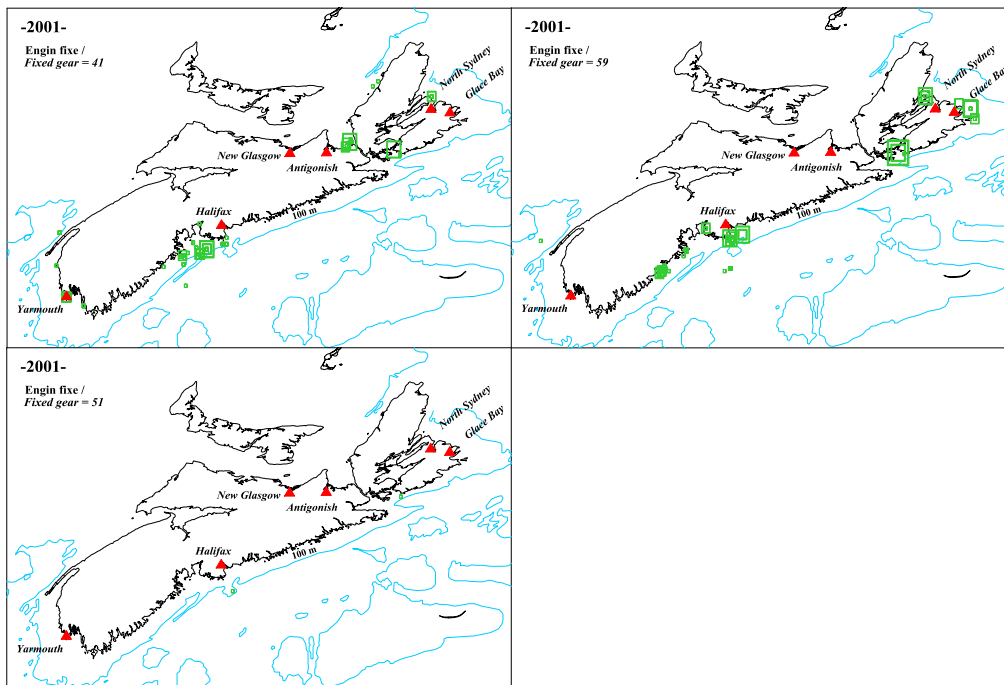 -2001-
Engin fixe /
Fixed gear = 41
North Sydney
Glace Bay
New Glasgow
Antigonish
Halifax
100 m
Yarmouth
-2001-
Engin fixe /
Fixed gear = 59
North Sydney
Glace Bay
New Glasgow
Antigonish
Halifax
100 m
Yarmouth
-2001-
Engin fixe /
Fixed gear = 51
North Sydney
Glace Bay
New Glasgow
Antigonish
Halifax
100 m
Yarmouth